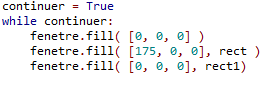 continuer = True
while continuer:
    fenetre.fill( [0, 0, 0] )
    fenetre.fill( [175, 0, 0], rect )
    fenetre.fill( [0, 0, 0], rect1)